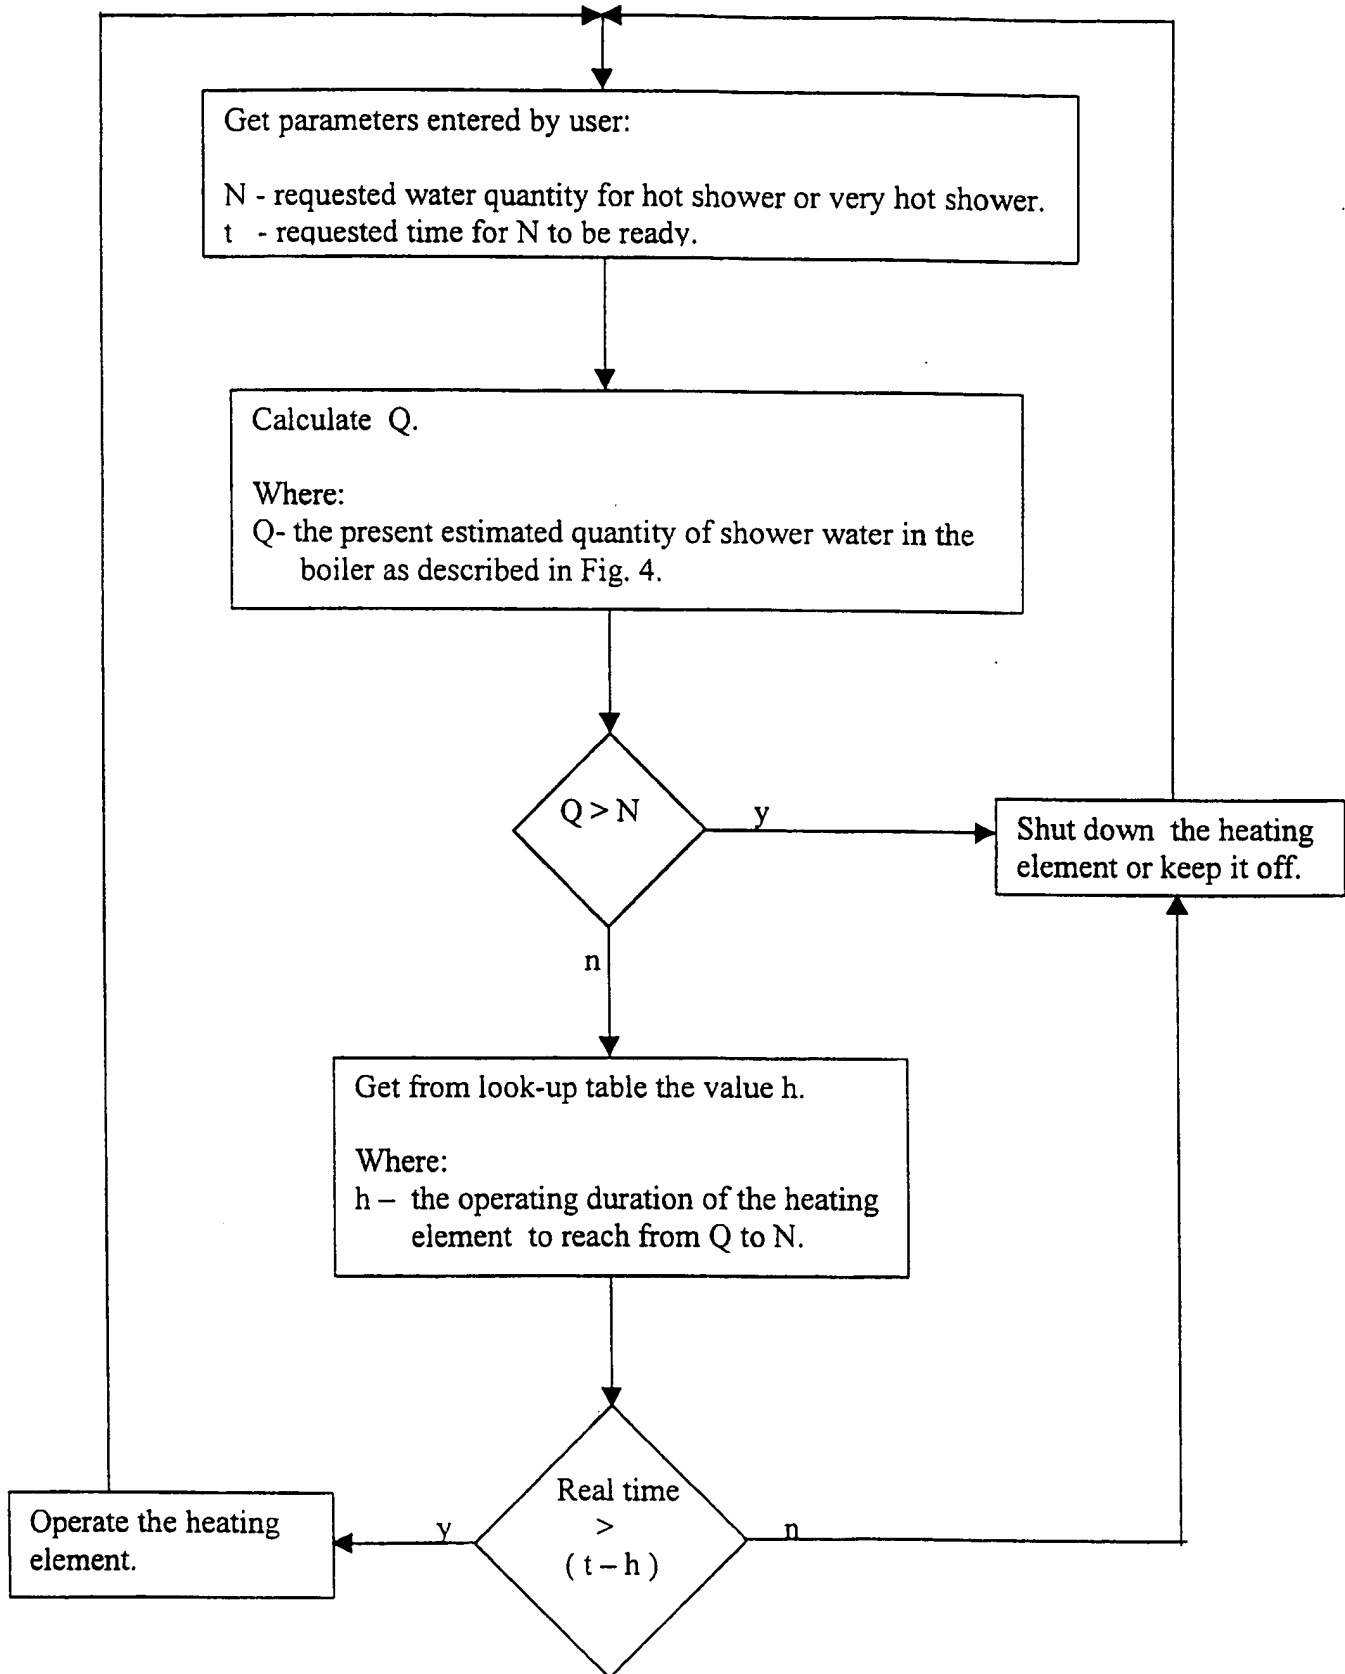 Get parameters entered by user:
N - requested water quantity for hot shower or very hot shower.
t - requested time for N to be ready.
Calculate Q.
Where:
Q- the present estimated quantity of shower water in the
boiler as described in Fig. 4.
Q > N
y
Shut down the heating
element or keep it off.
n
Get from look-up table the value h.
Where:
h – the operating duration of the heating
element to reach from Q to N.
Real time
>
( t – h )
y
n
Operate the heating
element.